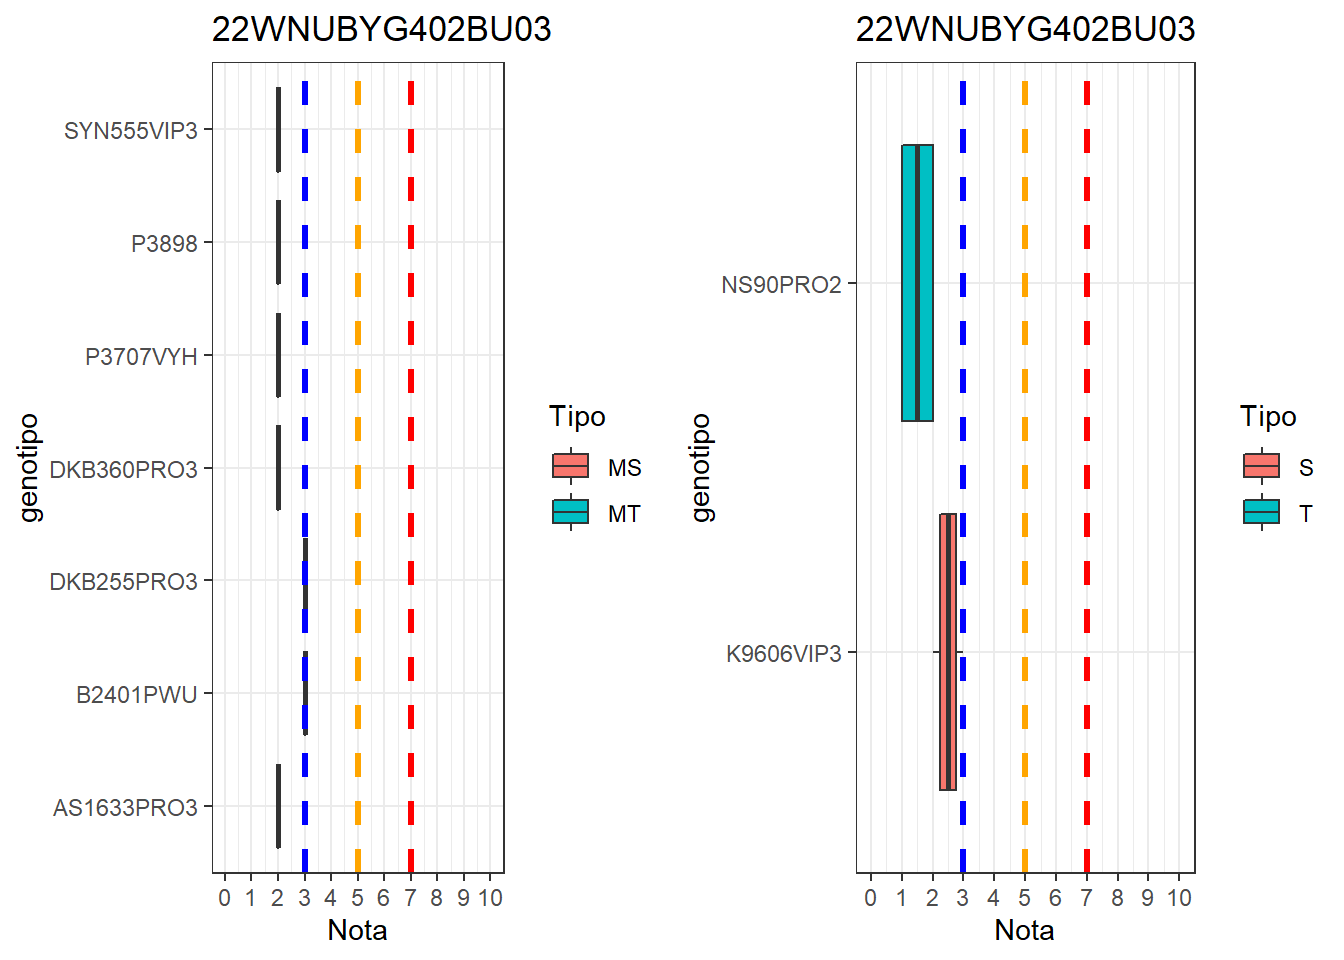 22WNUBYG402BU03
SYN555VIP3
P3898
P3707VYH
DKB360PRO3
DKB255PRO3
B2401PWU
AS1633PRO3
genotipo
0 1 2 3 4 5 6 7 8 9 10
Nota
Tipo
MS
MT
22WNUBYG402BU03
NS90PRO2
K9606VIP3
genotipo
0 1 2 3 4 5 6 7 8 9 10
Nota
Tipo
S
T